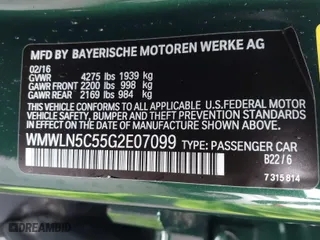 MFD BY BAYERISCHE MOTOREN WERKE AG
02/16
GVWR 4275 lbs 1939 kg
GAWR FRONT 2200 lbs 998 kg
GAWR REAR 2169 lbs 984 kg
THIS VEHICLE CONFORMS TO ALL APPLICABLE U.S.FEDERAL MOTOR
VEHICLE SAFETY, BUMPER AND THEFT PREVENTION STANDARDS
IN EFFECT ON THE DATE OF MANUFACTURE SHOWN ABOVE.
WMWLN5C55G2E07099 TYPE: PASSENGER CAR
B22/6
7 315 814
DREAMBID